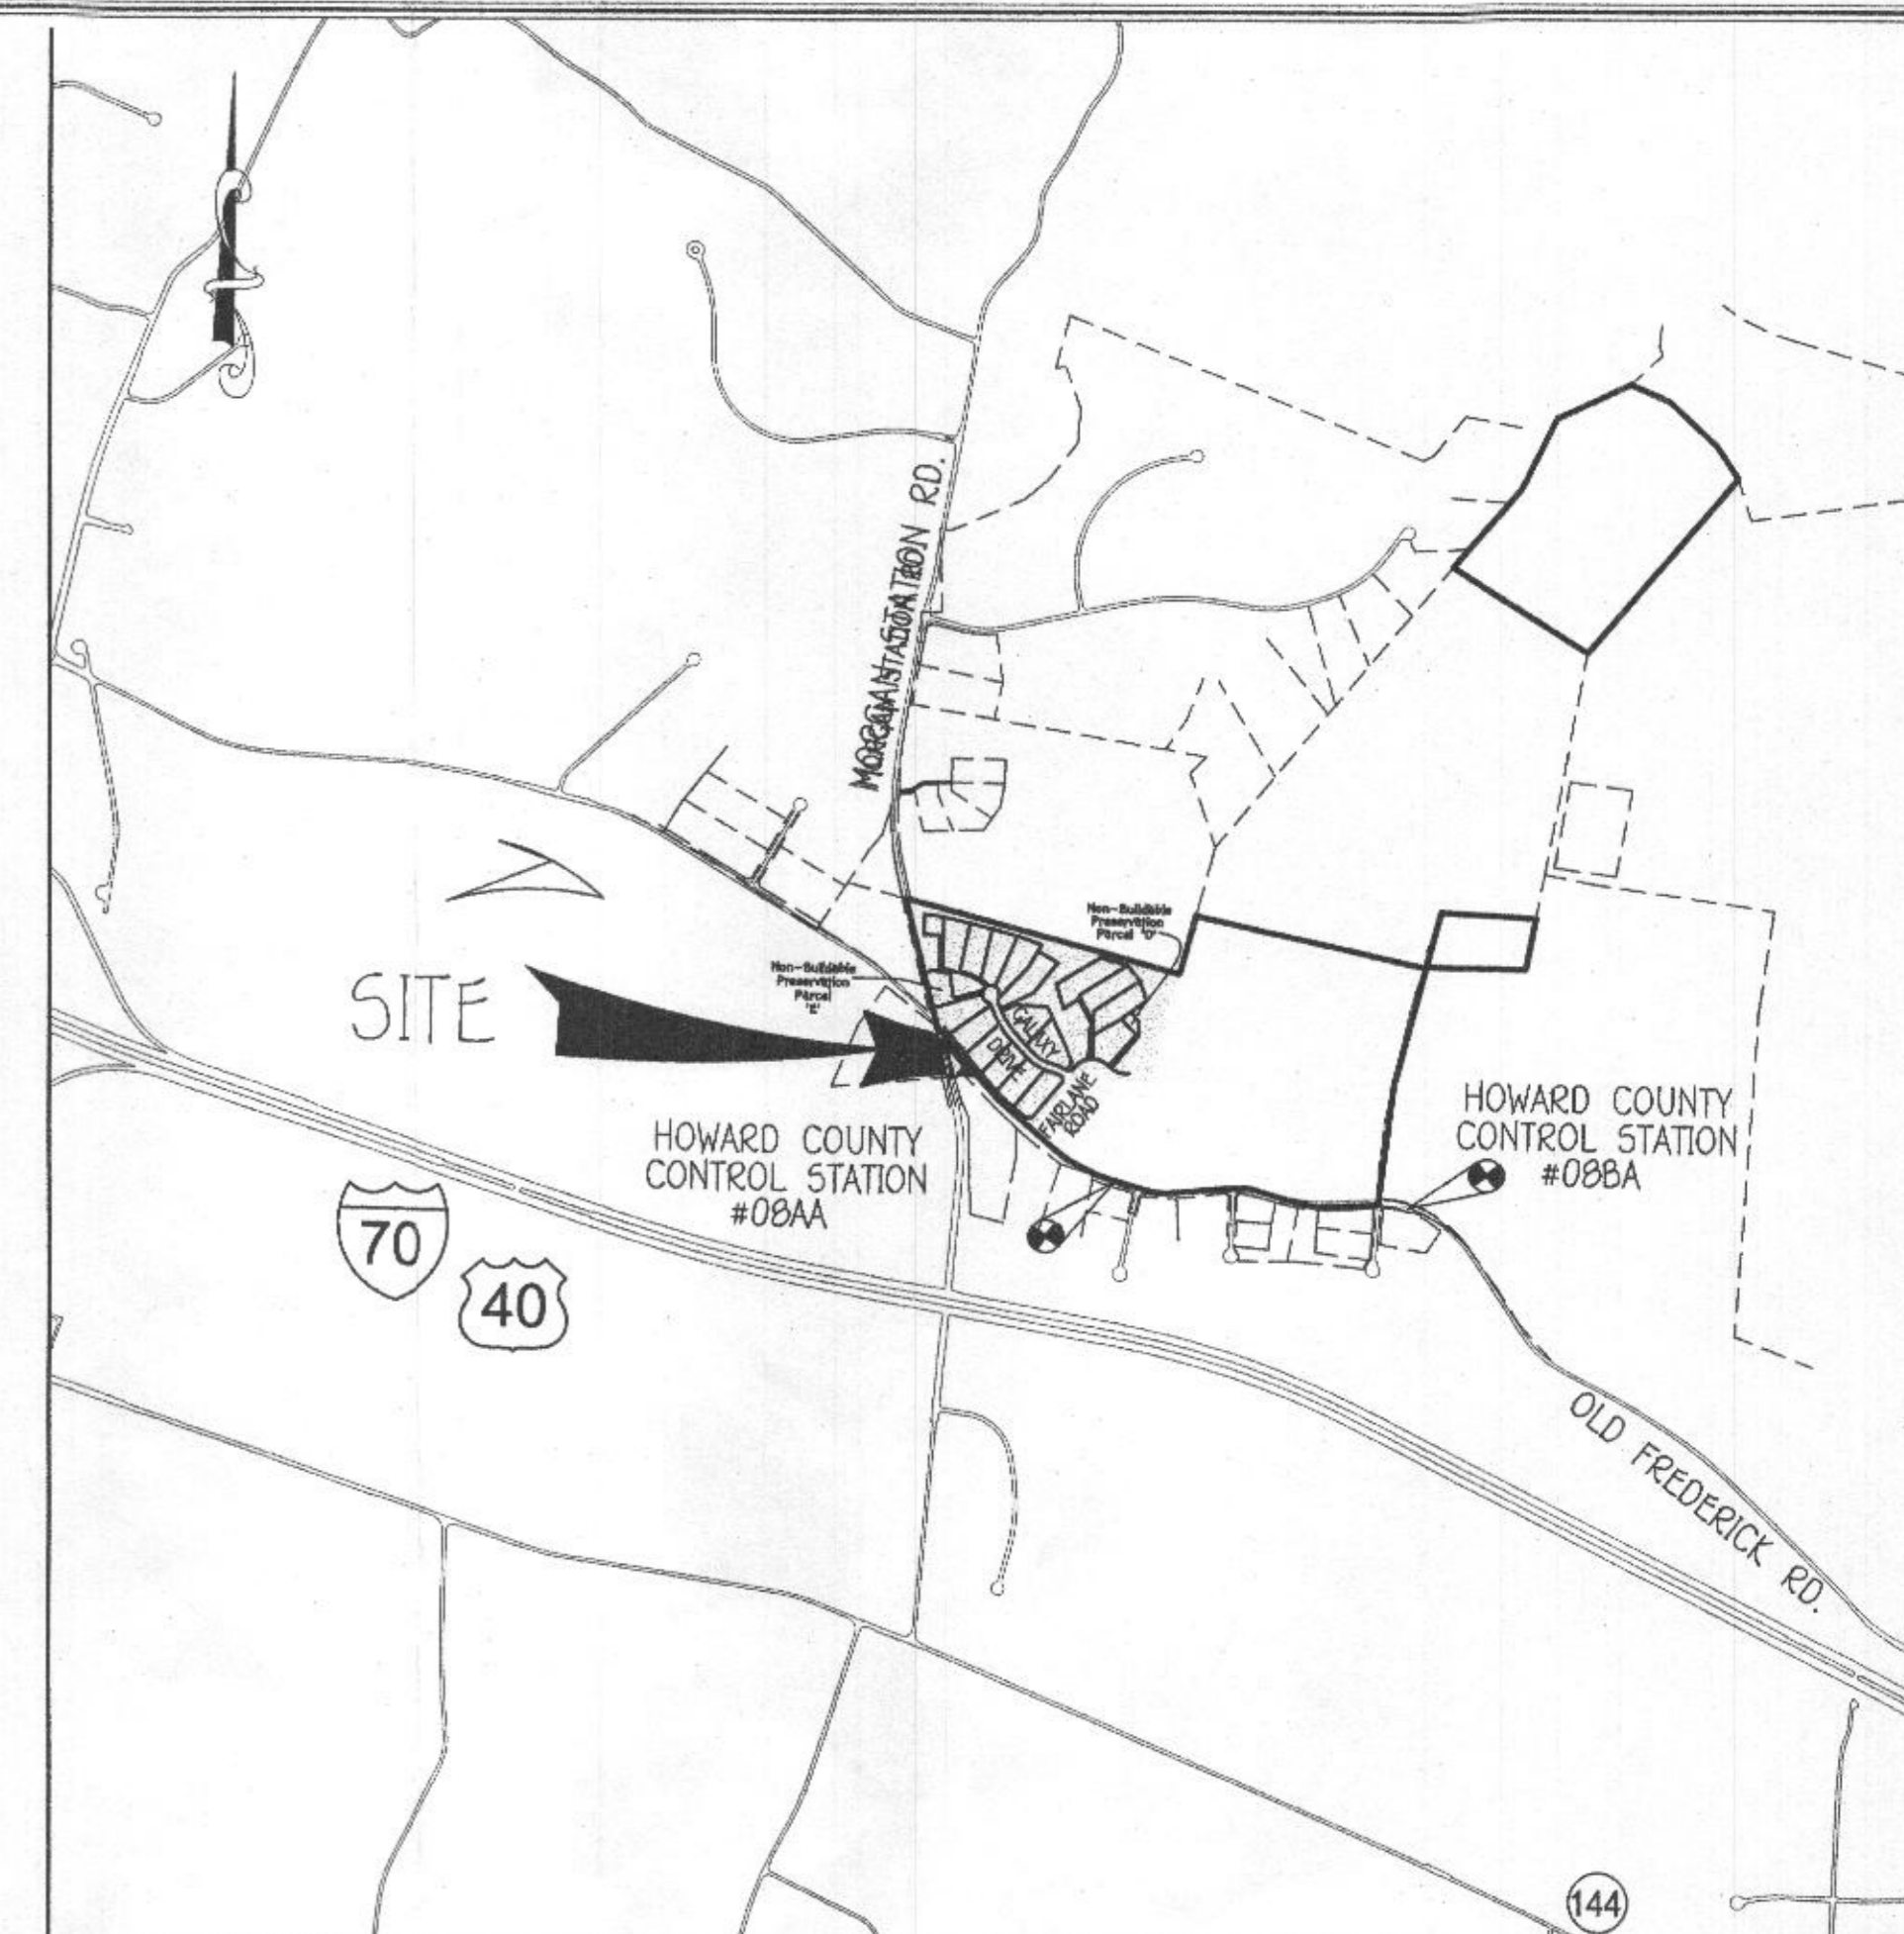 MORGAN STATION RD.
Non-Buildable
Preservation
Parcel 'D'
Non-Buildable
Preservation
Parcel
'E'
SITE
GALAXY
DRIVE
FAIRLANE
ROAD
HOWARD COUNTY
CONTROL STATION
#08AA
HOWARD COUNTY
CONTROL STATION
#08BA
70
40
OLD FREDERICK RD.
144